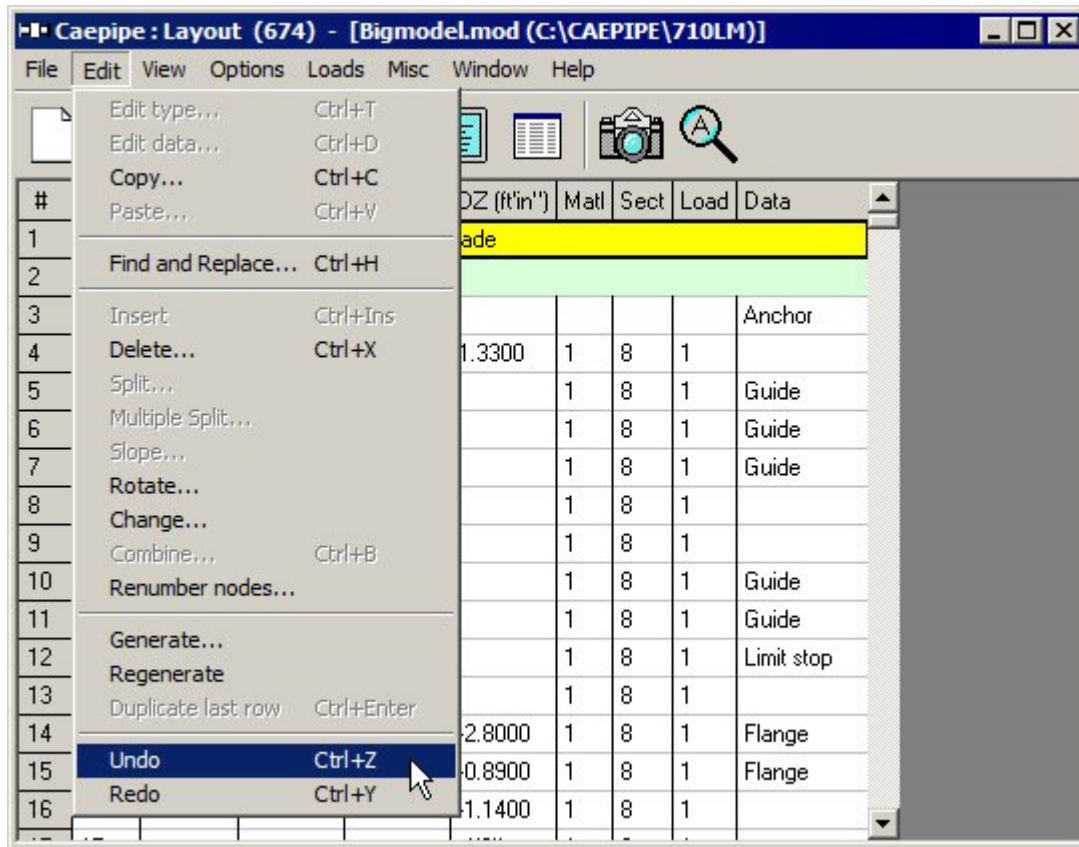 Caepipe : Layout (674) - [Bigmodel.mod (C:\CAEPIPE\710LM)]
File Edit View Options Loads Misc Window Help
Edit type... Ctrl+T
Edit data... Ctrl+D
Copy... Ctrl+C
Paste... Ctrl+V
Find and Replace... Ctrl+H
Insert Ctrl+Ins
Delete... Ctrl+X
Split...
Multiple Split...
Slope...
Rotate...
Change...
Combine... Ctrl+B
Renumber nodes...
Generate...
Regenerate
Duplicate last row Ctrl+Enter
Undo Ctrl+Z
Redo Ctrl+Y
A
# DZ (ft'in") Matl Sect Load Data
1 ade
2
3 Anchor
4 1.3300 1 8 1
5 1 8 1 Guide
6 1 8 1 Guide
7 1 8 1 Guide
8 1 8 1
9 1 8 1
10 1 8 1 Guide
11 1 8 1 Guide
12 1 8 1 Limit stop
13 1 8 1
14 -2.8000 1 8 1 Flange
15 -0.8900 1 8 1 Flange
16 -1.1400 1 8 1